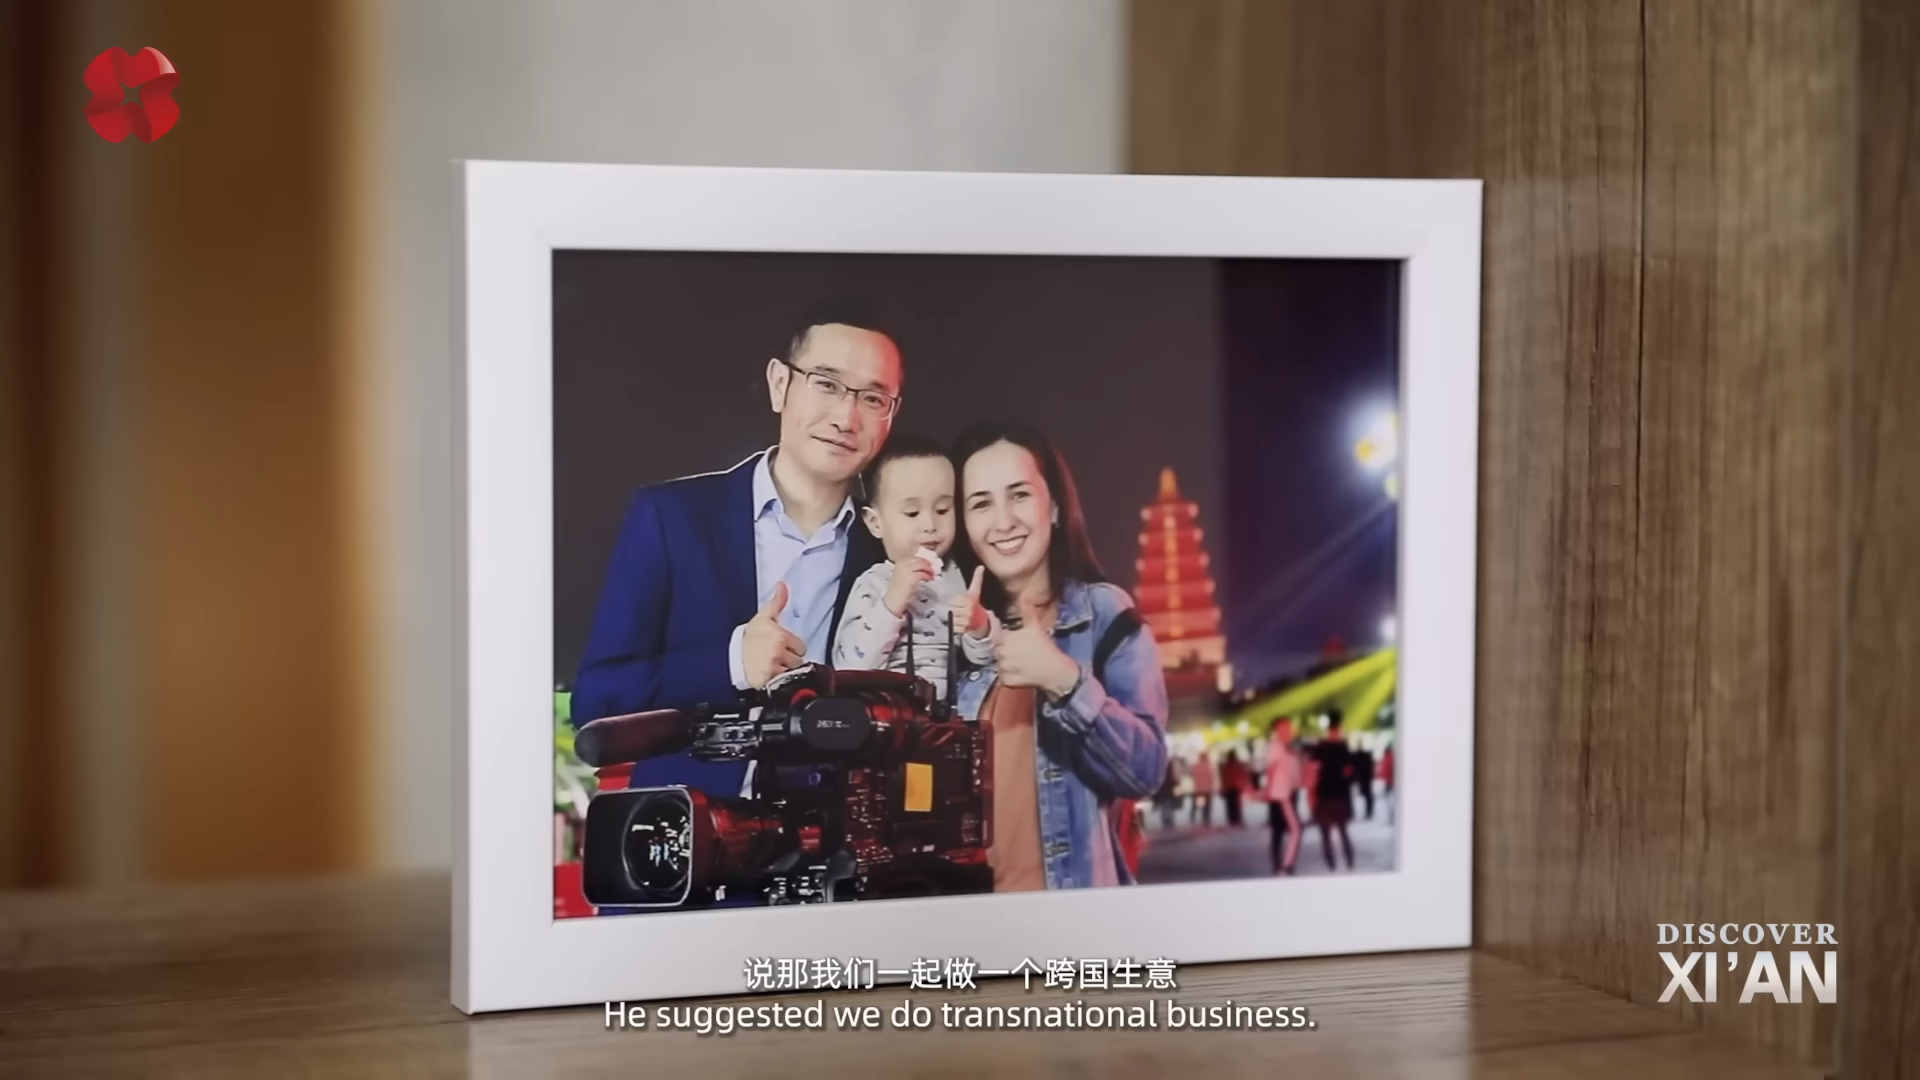 说那我们一起做一个跨国生意
He suggested we do transnational business.
DISCOVER
XI'AN